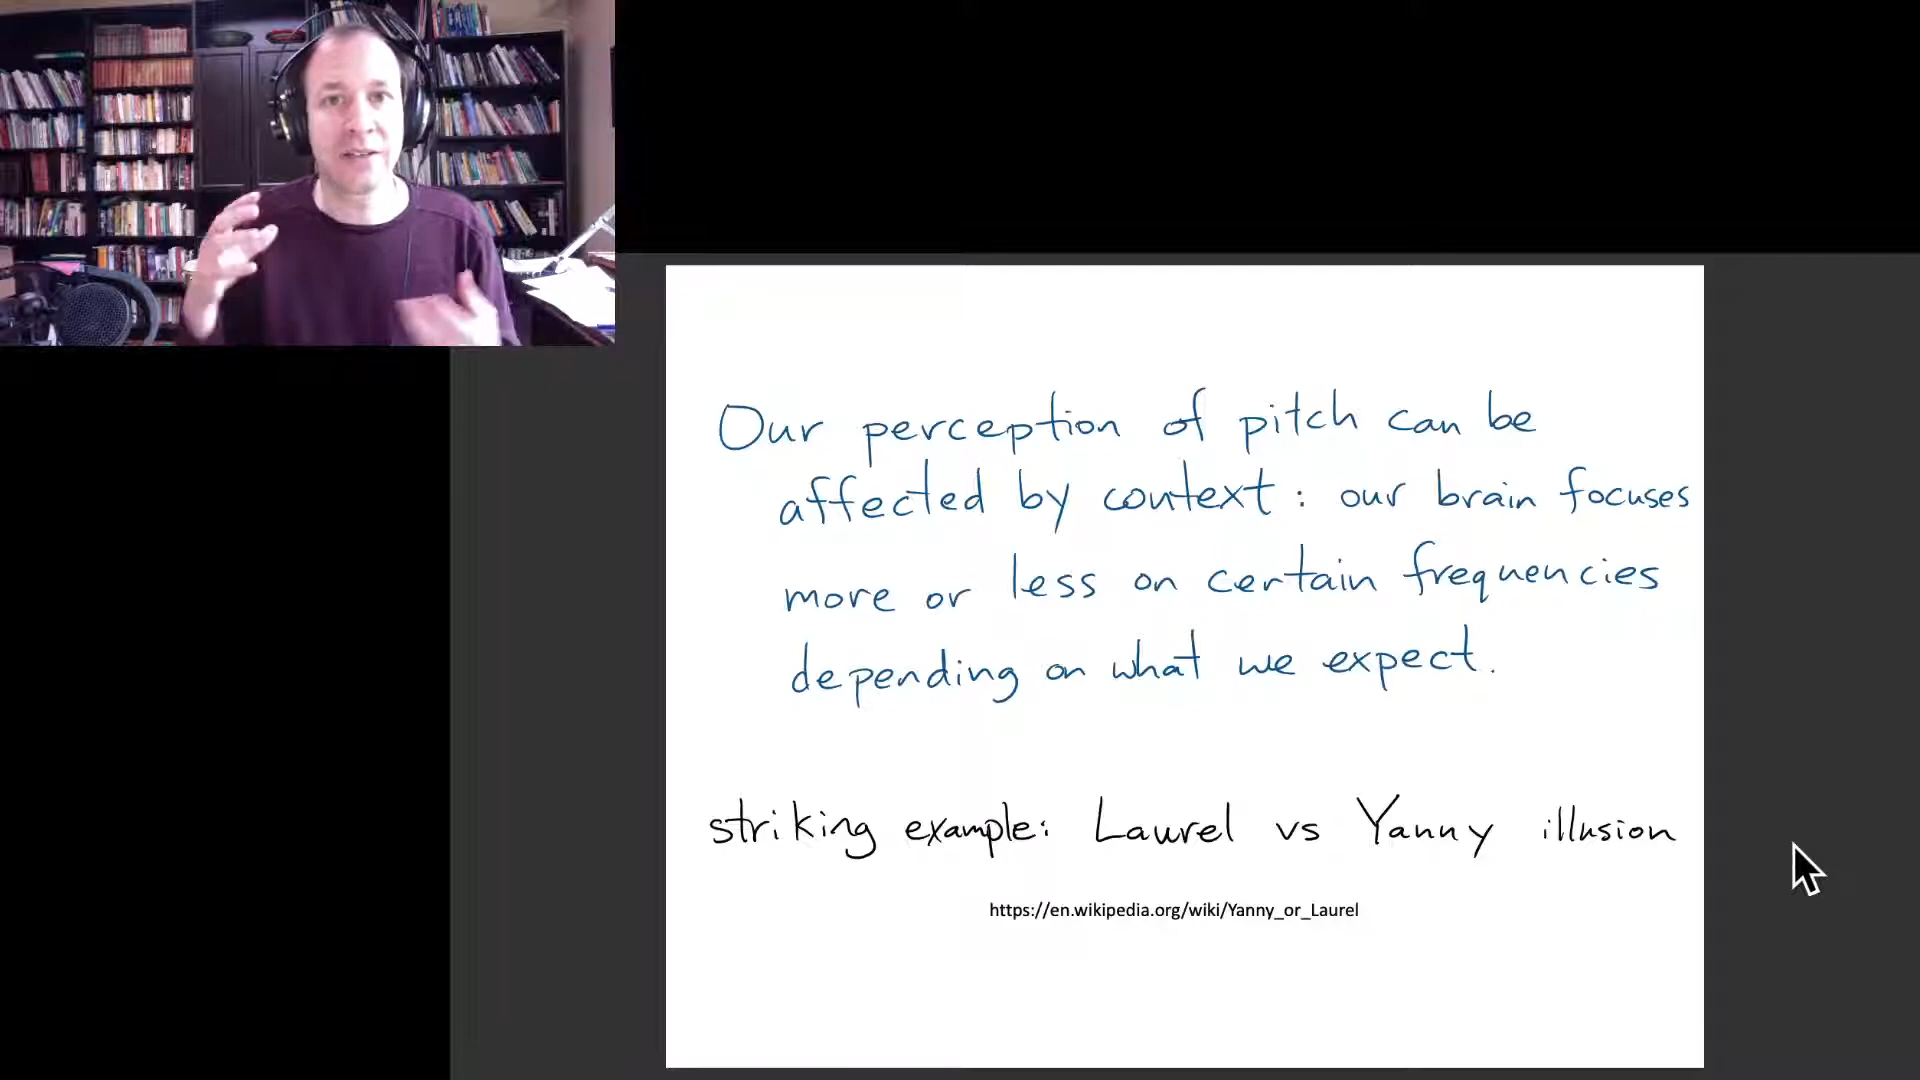 Our perception of pitch can be
affected by context: our brain focuses
more or less on certain frequencies
depending on what we expect.
striking example: Laurel vs Yanny illusion
https://en.wikipedia.org/wiki/Yanny_or_Laurel